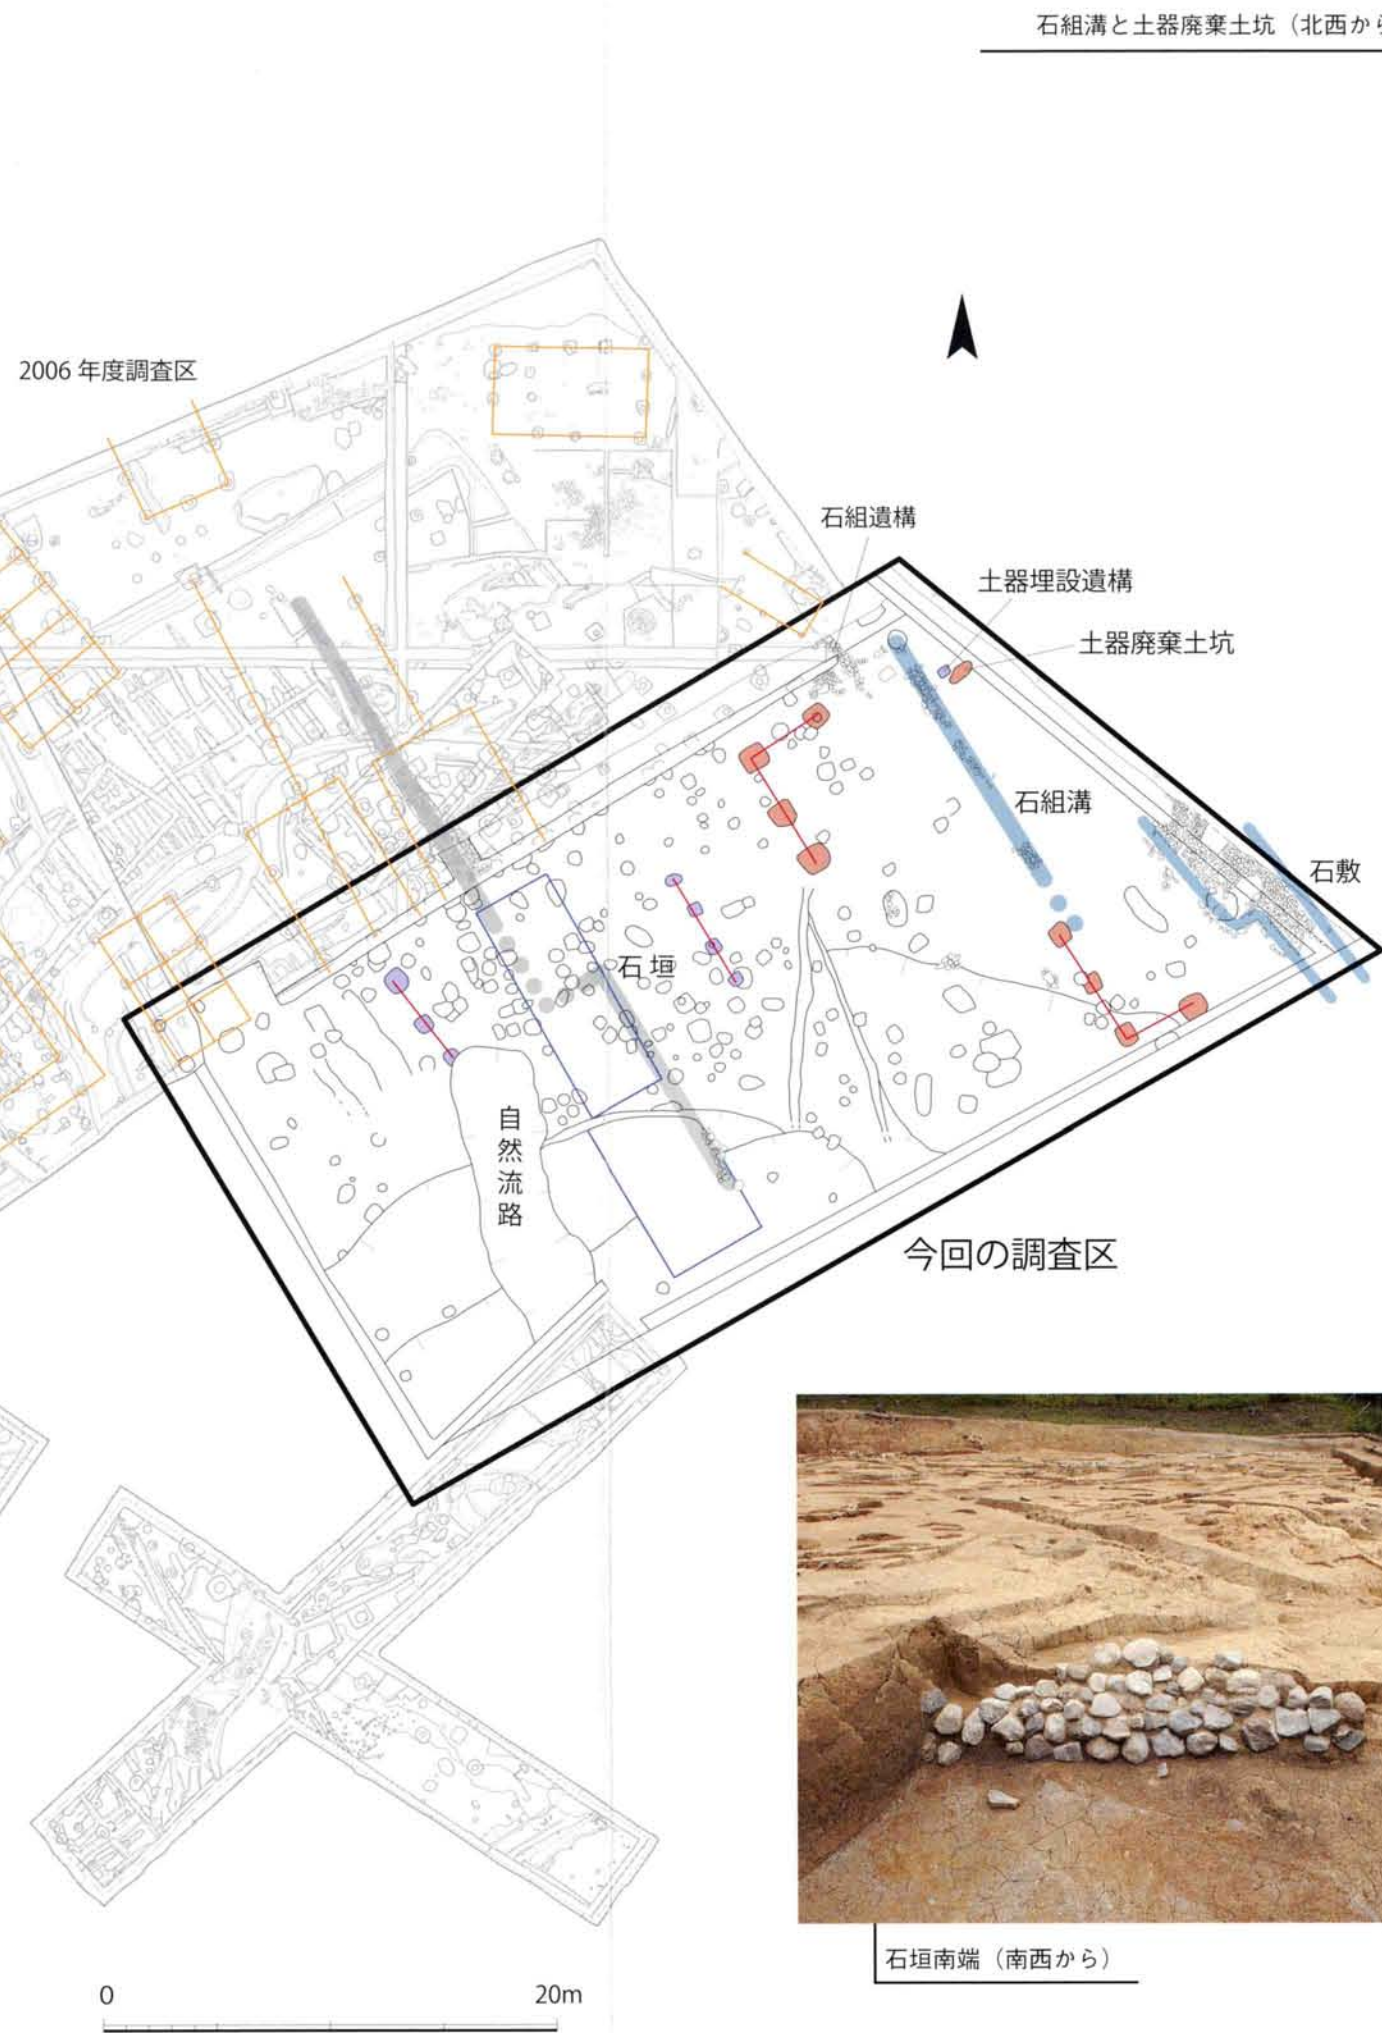 石組溝と土器廃棄土坑（北西から
2006 年度調査区
石組遺構
土器埋設遺構
土器廃棄土坑
石組溝
石敷
石垣
自然流路
今回の調査区
石垣南端（南西から）
0
20m